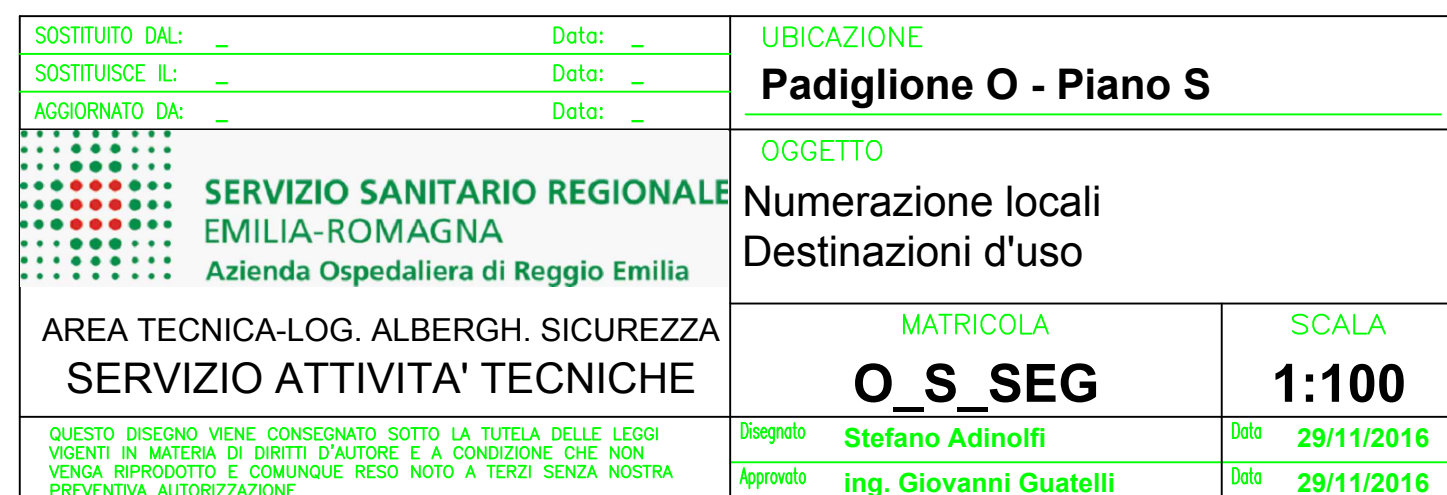 SOSTITUITO DAL: _ Data: _
SOSTITUISCE IL: _ Data: _
AGGIORNATO DA: _ Data: _
SERVIZIO SANITARIO REGIONALE
EMILIA-ROMAGNA
Azienda Ospedaliera di Reggio Emilia
AREA TECNICA-LOG. ALBERGH. SICUREZZA
SERVIZIO ATTIVITA' TECNICHE
QUESTO DISEGNO VIENE CONSEGNATO SOTTO LA TUTELA DELLE LEGGI
VIGENTI IN MATERIA DI DIRITTI D'AUTORE E A CONDIZIONE CHE NON
VENGA RIPRODOTTO E COMUNQUE RESO NOTO A TERZI SENZA NOSTRA
PREVENTIVA AUTORIZZAZIONE
UBICAZIONE
Padiglione O - Piano S
OGGETTO
Numerazione locali
Destinazioni d'uso
MATRICOLA
O_S_SEG
SCALA
1:100
Disegnato Stefano Adinolfi Data 29/11/2016
Approvato ing. Giovanni Guatelli Data 29/11/2016